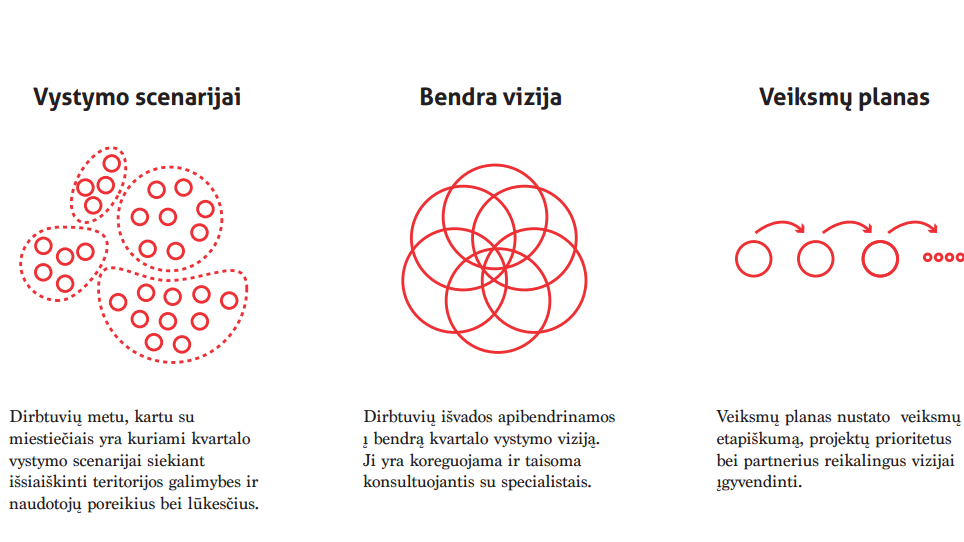 Vystymo scenarijai
Dirbtuvių metu, kartu su
miestiečiais yra kuriami kvartalo
vystymo scenarijai siekiant
išsiaiškinti teritorijos galimybes ir
naudotojų poreikius bei lūkesčius.
Bendra vizija
Dirbtuvių išvados apibendrinamos
į bendrą kvartalo vystymo viziją.
Ji yra koreguojama ir taisoma
konsultuojantis su specialistais.
Veiksmų planas
Veiksmų planas nustato veiksmų
etapiškumą, projektų prioritetus
bei partnerius reikalingus vizijai
įgyvendinti.